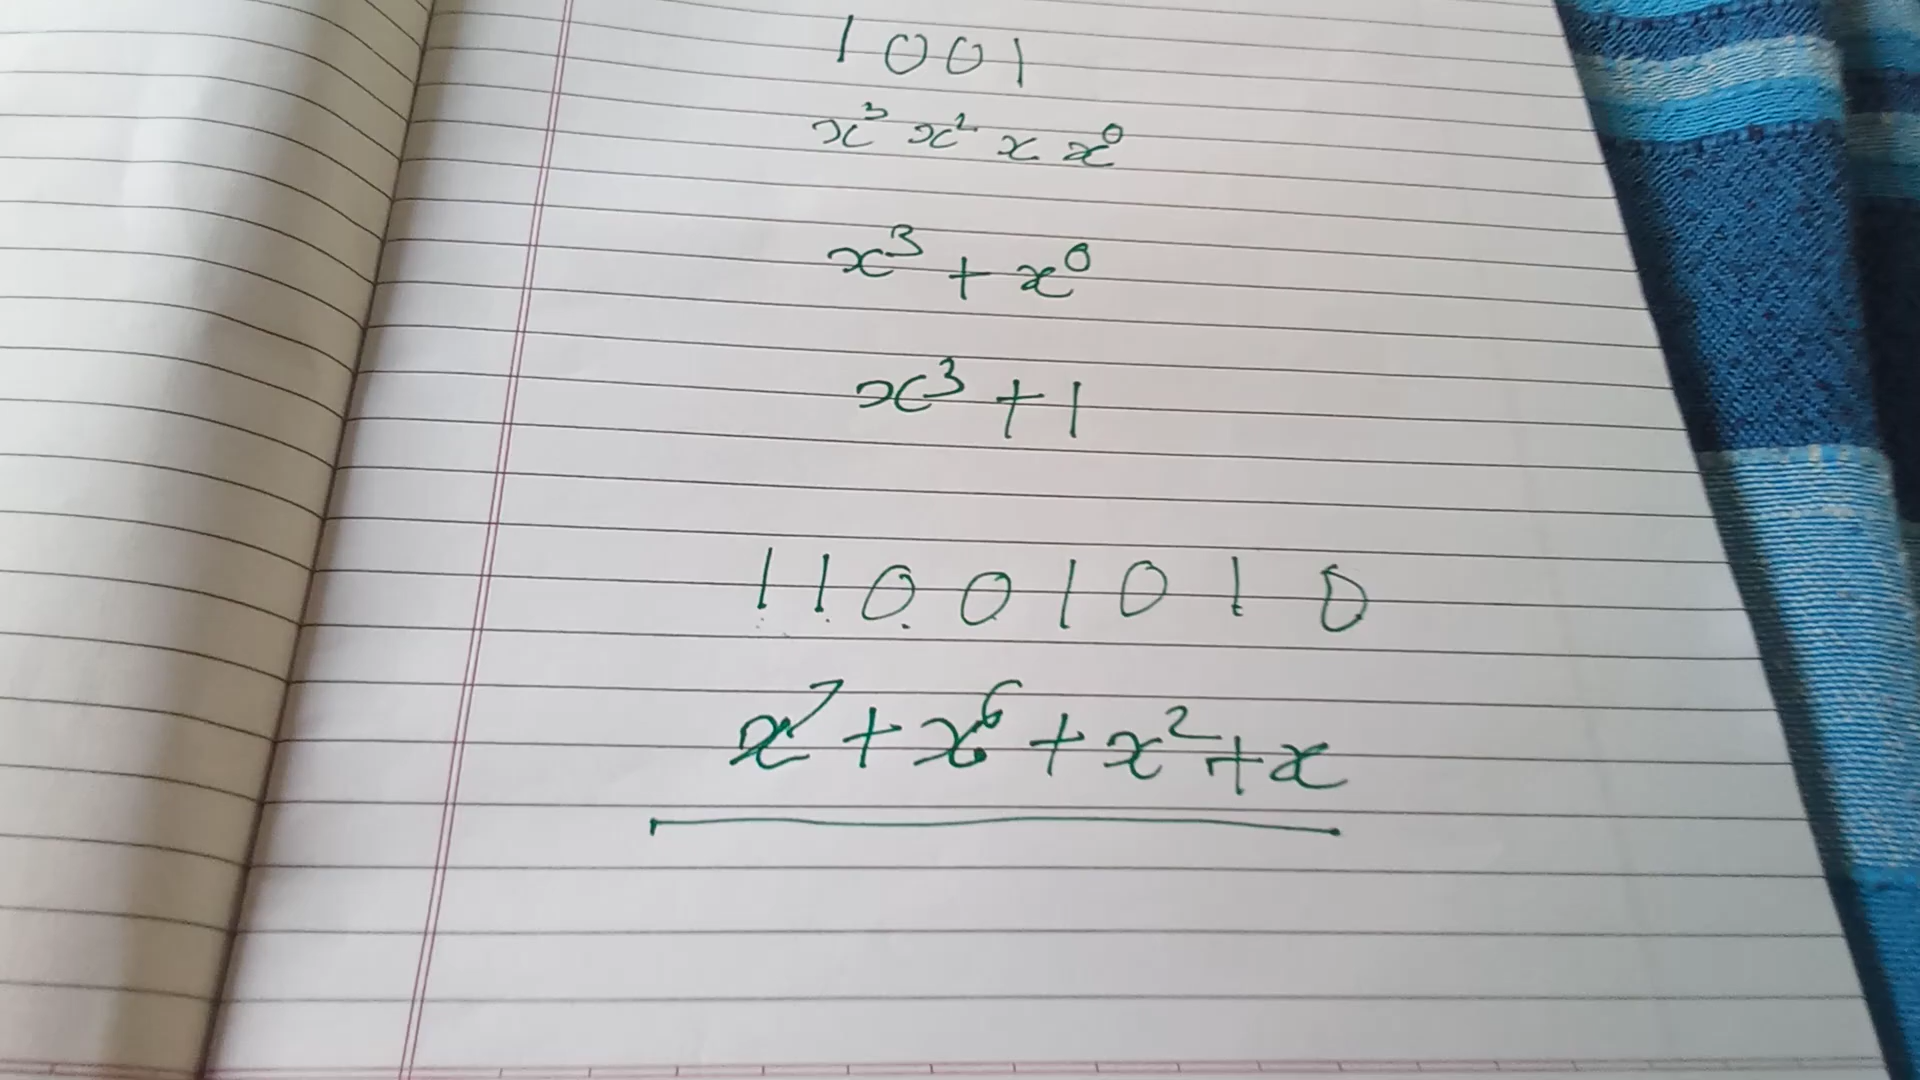 1001
x³ x² x x⁰
x³ + x⁰
x³ + 1
11001010
x⁷ + x⁶ + x² + x